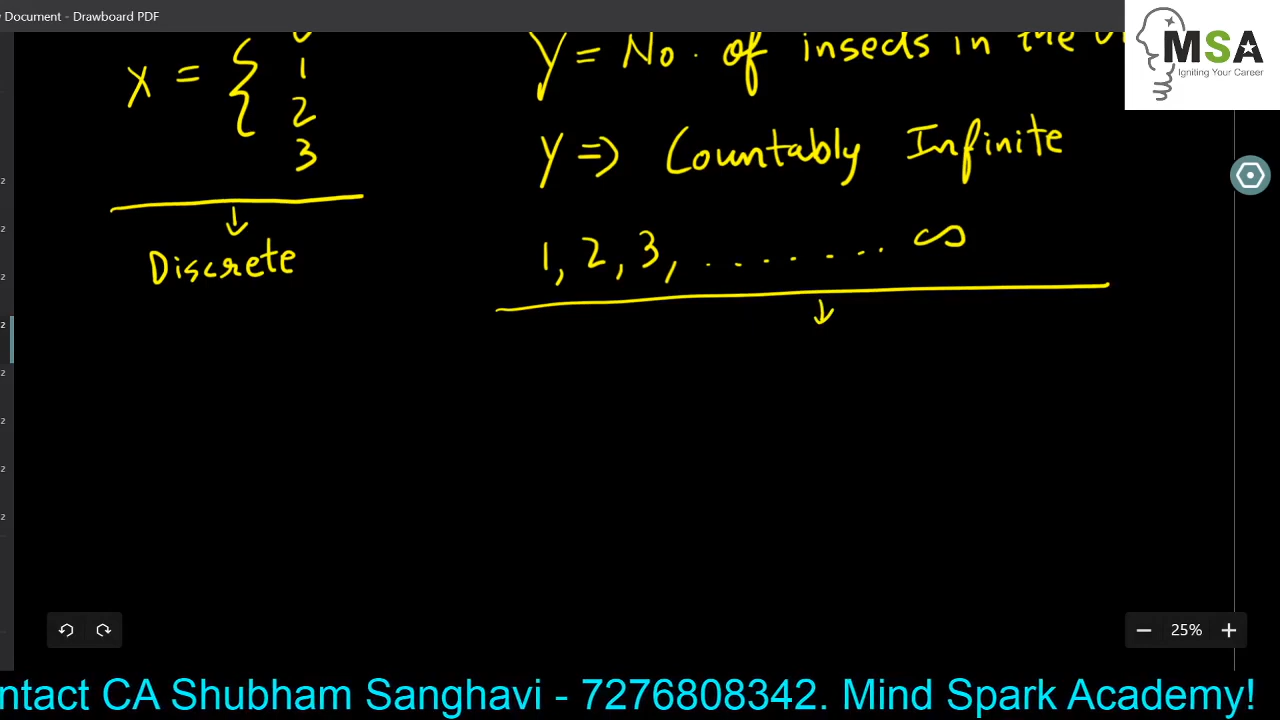 Document - Drawboard PDF
MSA
Igniting Your Career
x = { 0
1
2
3
Discrete
Y = No. of insects in the
Y => Countably Infinite
1, 2, 3, ........ ∞
25%
ntact CA Shubham Sanghavi - 7276808342. Mind Spark Academy!